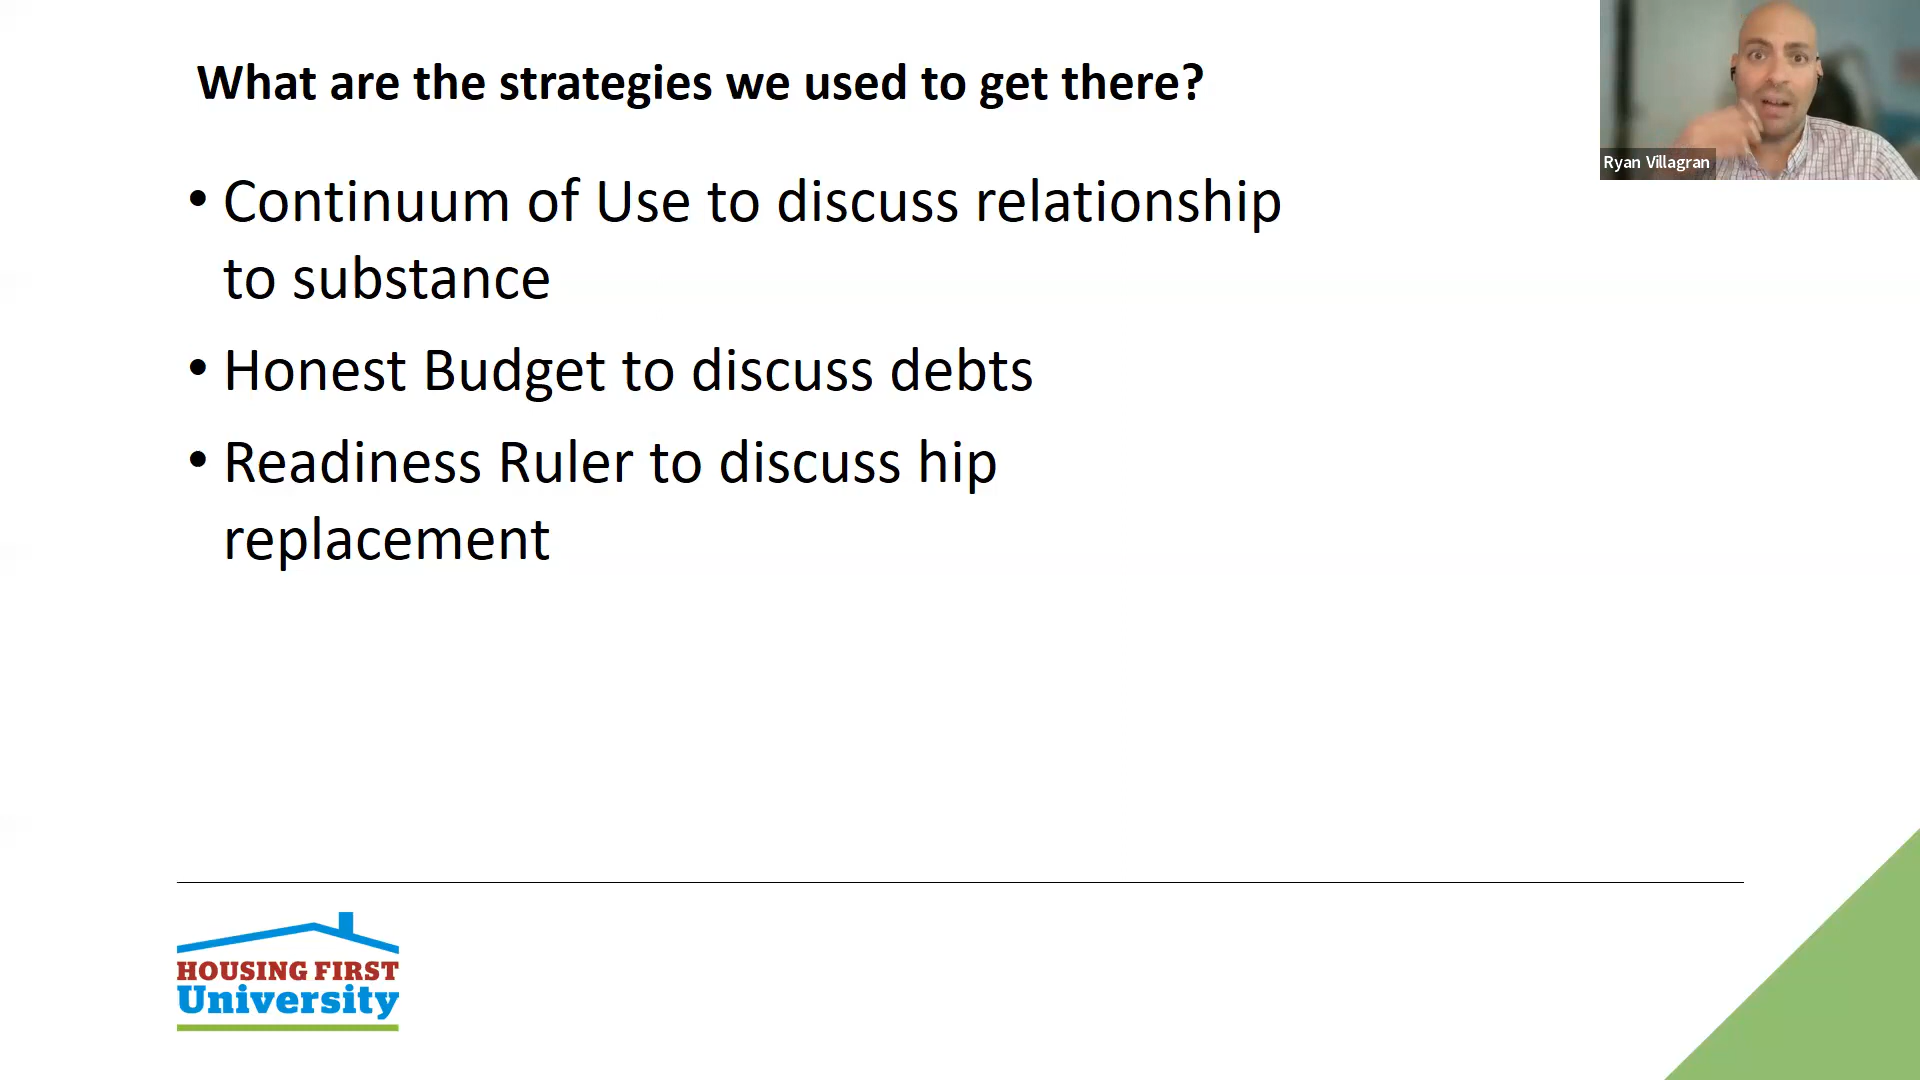 What are the strategies we used to get there?
Ryan Villagran
• Continuum of Use to discuss relationship
to substance
• Honest Budget to discuss debts
• Readiness Ruler to discuss hip
replacement
HOUSING FIRST
University